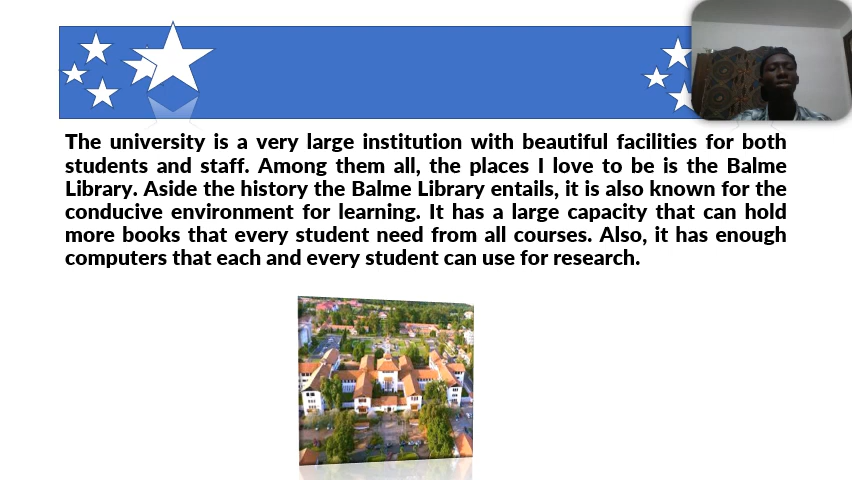 The university is a very large institution with beautiful facilities for both
students and staff. Among them all, the places I love to be is the Balme
Library. Aside the history the Balme Library entails, it is also known for the
conducive environment for learning. It has a large capacity that can hold
more books that every student need from all courses. Also, it has enough
computers that each and every student can use for research.